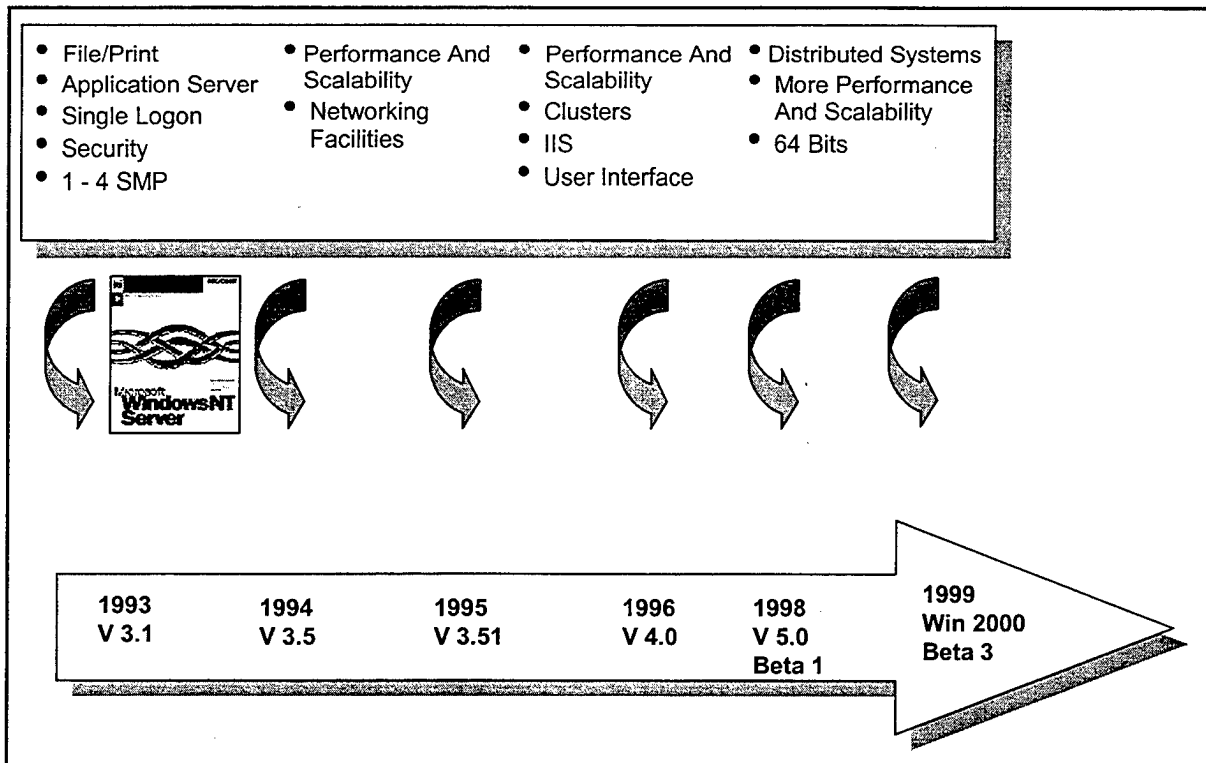 • File/Print
• Application Server
• Single Logon
• Security
• 1 - 4 SMP
• Performance And
Scalability
• Networking
Facilities
• Performance And
Scalability
• Clusters
• IIS
• User Interface
• Distributed Systems
• More Performance
And Scalability
• 64 Bits
Microsoft
WindowsNT
Server
1993
V 3.1
1994
V 3.5
1995
V 3.51
1996
V 4.0
1998
V 5.0
Beta 1
1999
Win 2000
Beta 3